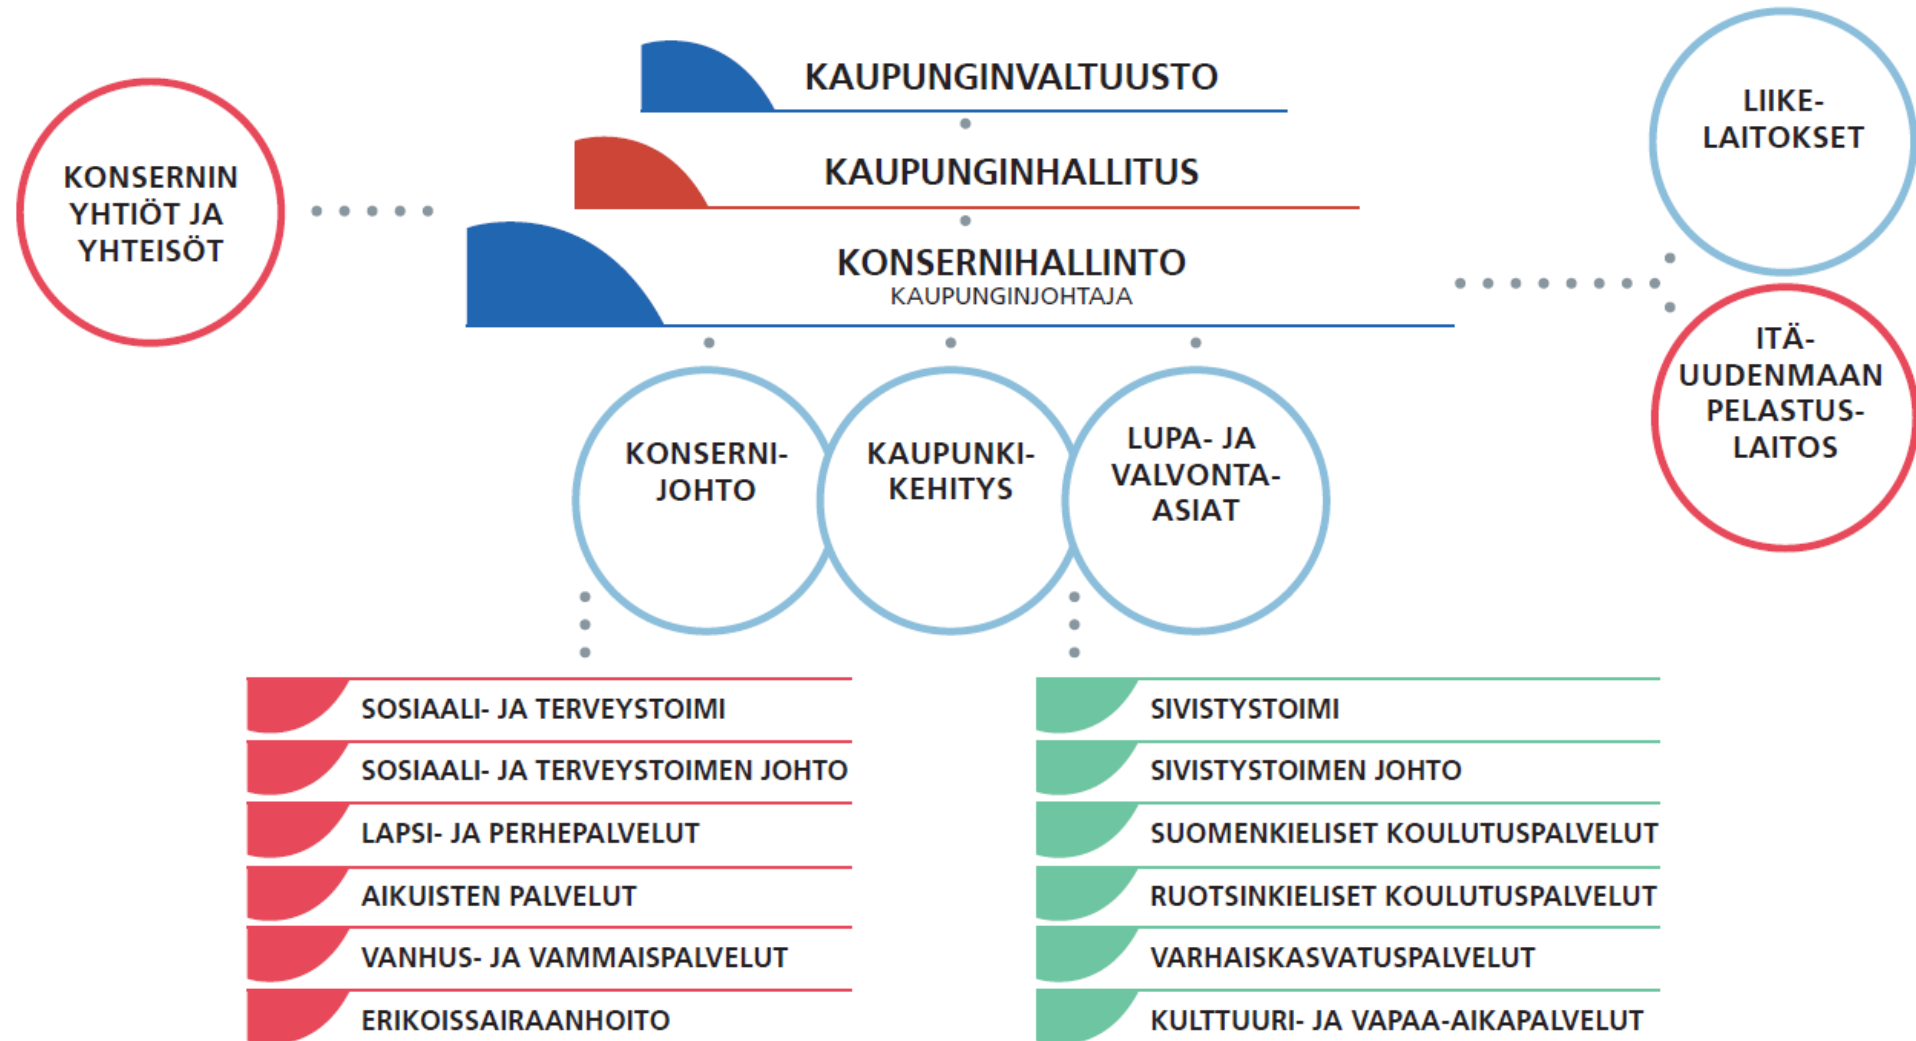 KAUPUNGINVALTUUSTO
KAUPUNGINHALLITUS
KONSERNIHALLINTO
KAUPUNGINJOHTAJA
KONSERNIN
YHTIÖT JA
YHTEISÖT
LIIKE-
LAITOKSET
ITÄ-
UUDENMAAN
PELASTUS-
LAITOS
KONSERNI-
JOHTO
KAUPUNKI-
KEHITYS
LUPA- JA
VALVONTA-
ASIAT
SOSIAALI- JA TERVEYSTOIMI
SOSIAALI- JA TERVEYSTOIMEN JOHTO
LAPSI- JA PERHEPALVELUT
AIKUISTEN PALVELUT
VANHUS- JA VAMMAISPALVELUT
ERIKOISSAIRAANHOITO
SIVISTYSTOIMI
SIVISTYSTOIMEN JOHTO
SUOMENKIELISET KOULUTUSPALVELUT
RUOTSINKIELISET KOULUTUSPALVELUT
VARHAISKASVATUSPALVELUT
KULTTUURI- JA VAPAA-AIKAPALVELUT